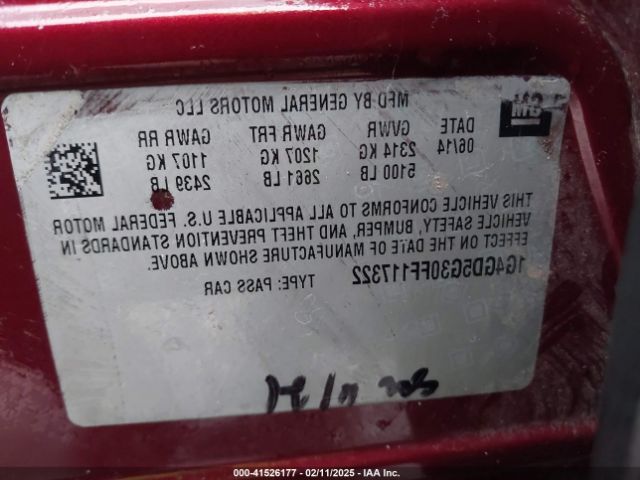 GM
MFD BY GENERAL MOTORS LLC
DATE GVWR GAWR FRT GAWR RR
06/14 2314 KG 1207 KG 1107 KG
5100 LB 2661 LB 2439 LB
THIS VEHICLE CONFORMS TO ALL APPLICABLE U.S. FEDERAL MOTOR
VEHICLE SAFETY, BUMPER, AND THEFT PREVENTION STANDARDS IN
EFFECT ON THE DATE OF MANUFACTURE SHOWN ABOVE.
1G4GD5G30FF117322 TYPE: PASS CAR
000-41526177 - 02/11/2025 - IAA Inc.